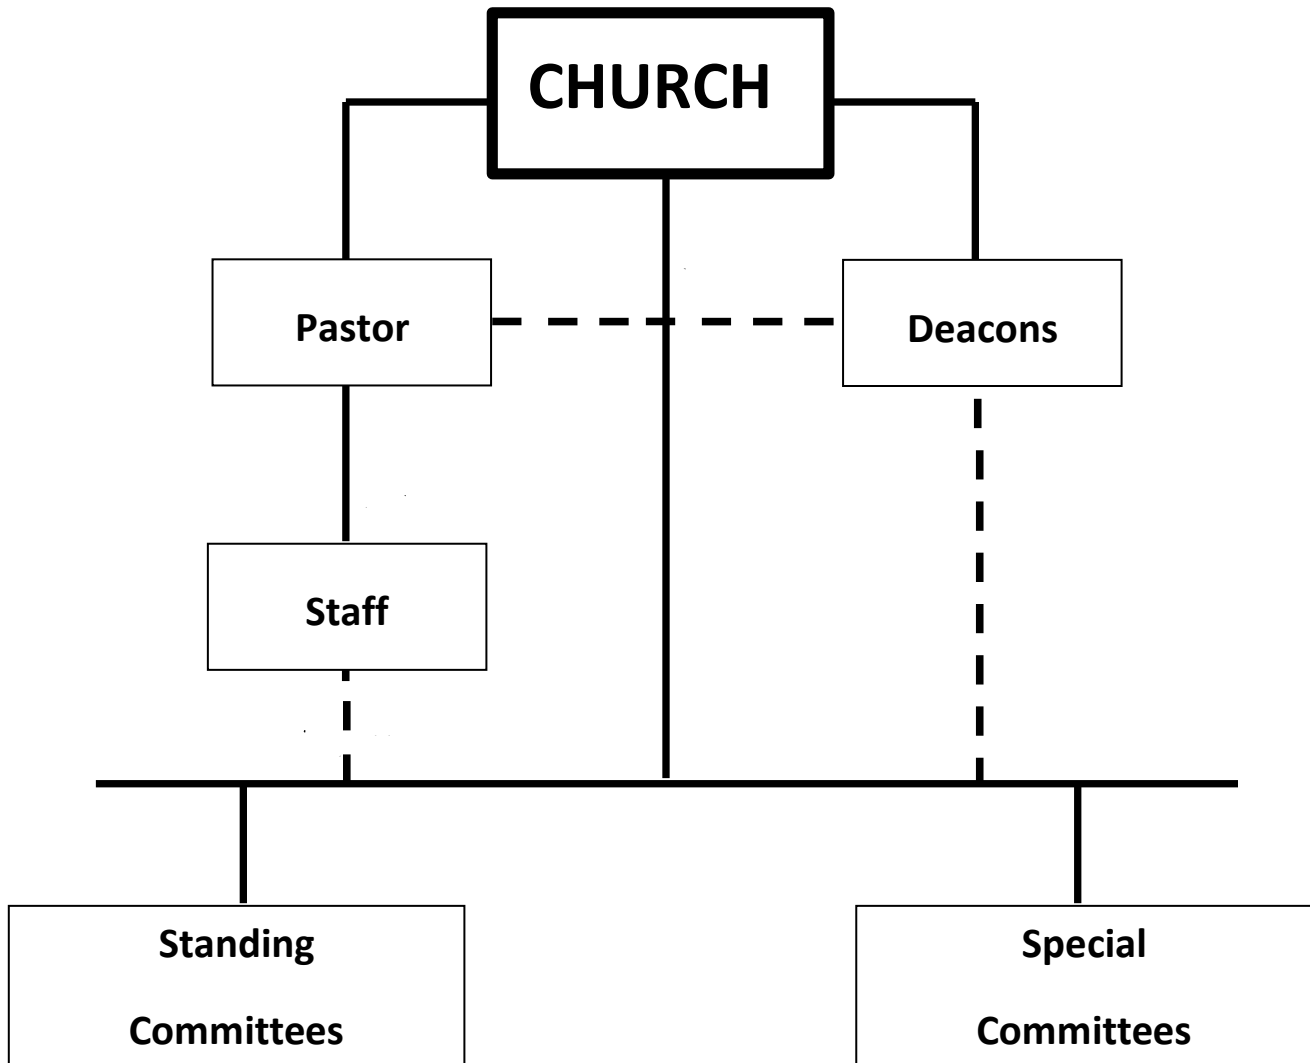 CHURCH
Pastor
Deacons
Staff
Standing
Committees
Special
Committees